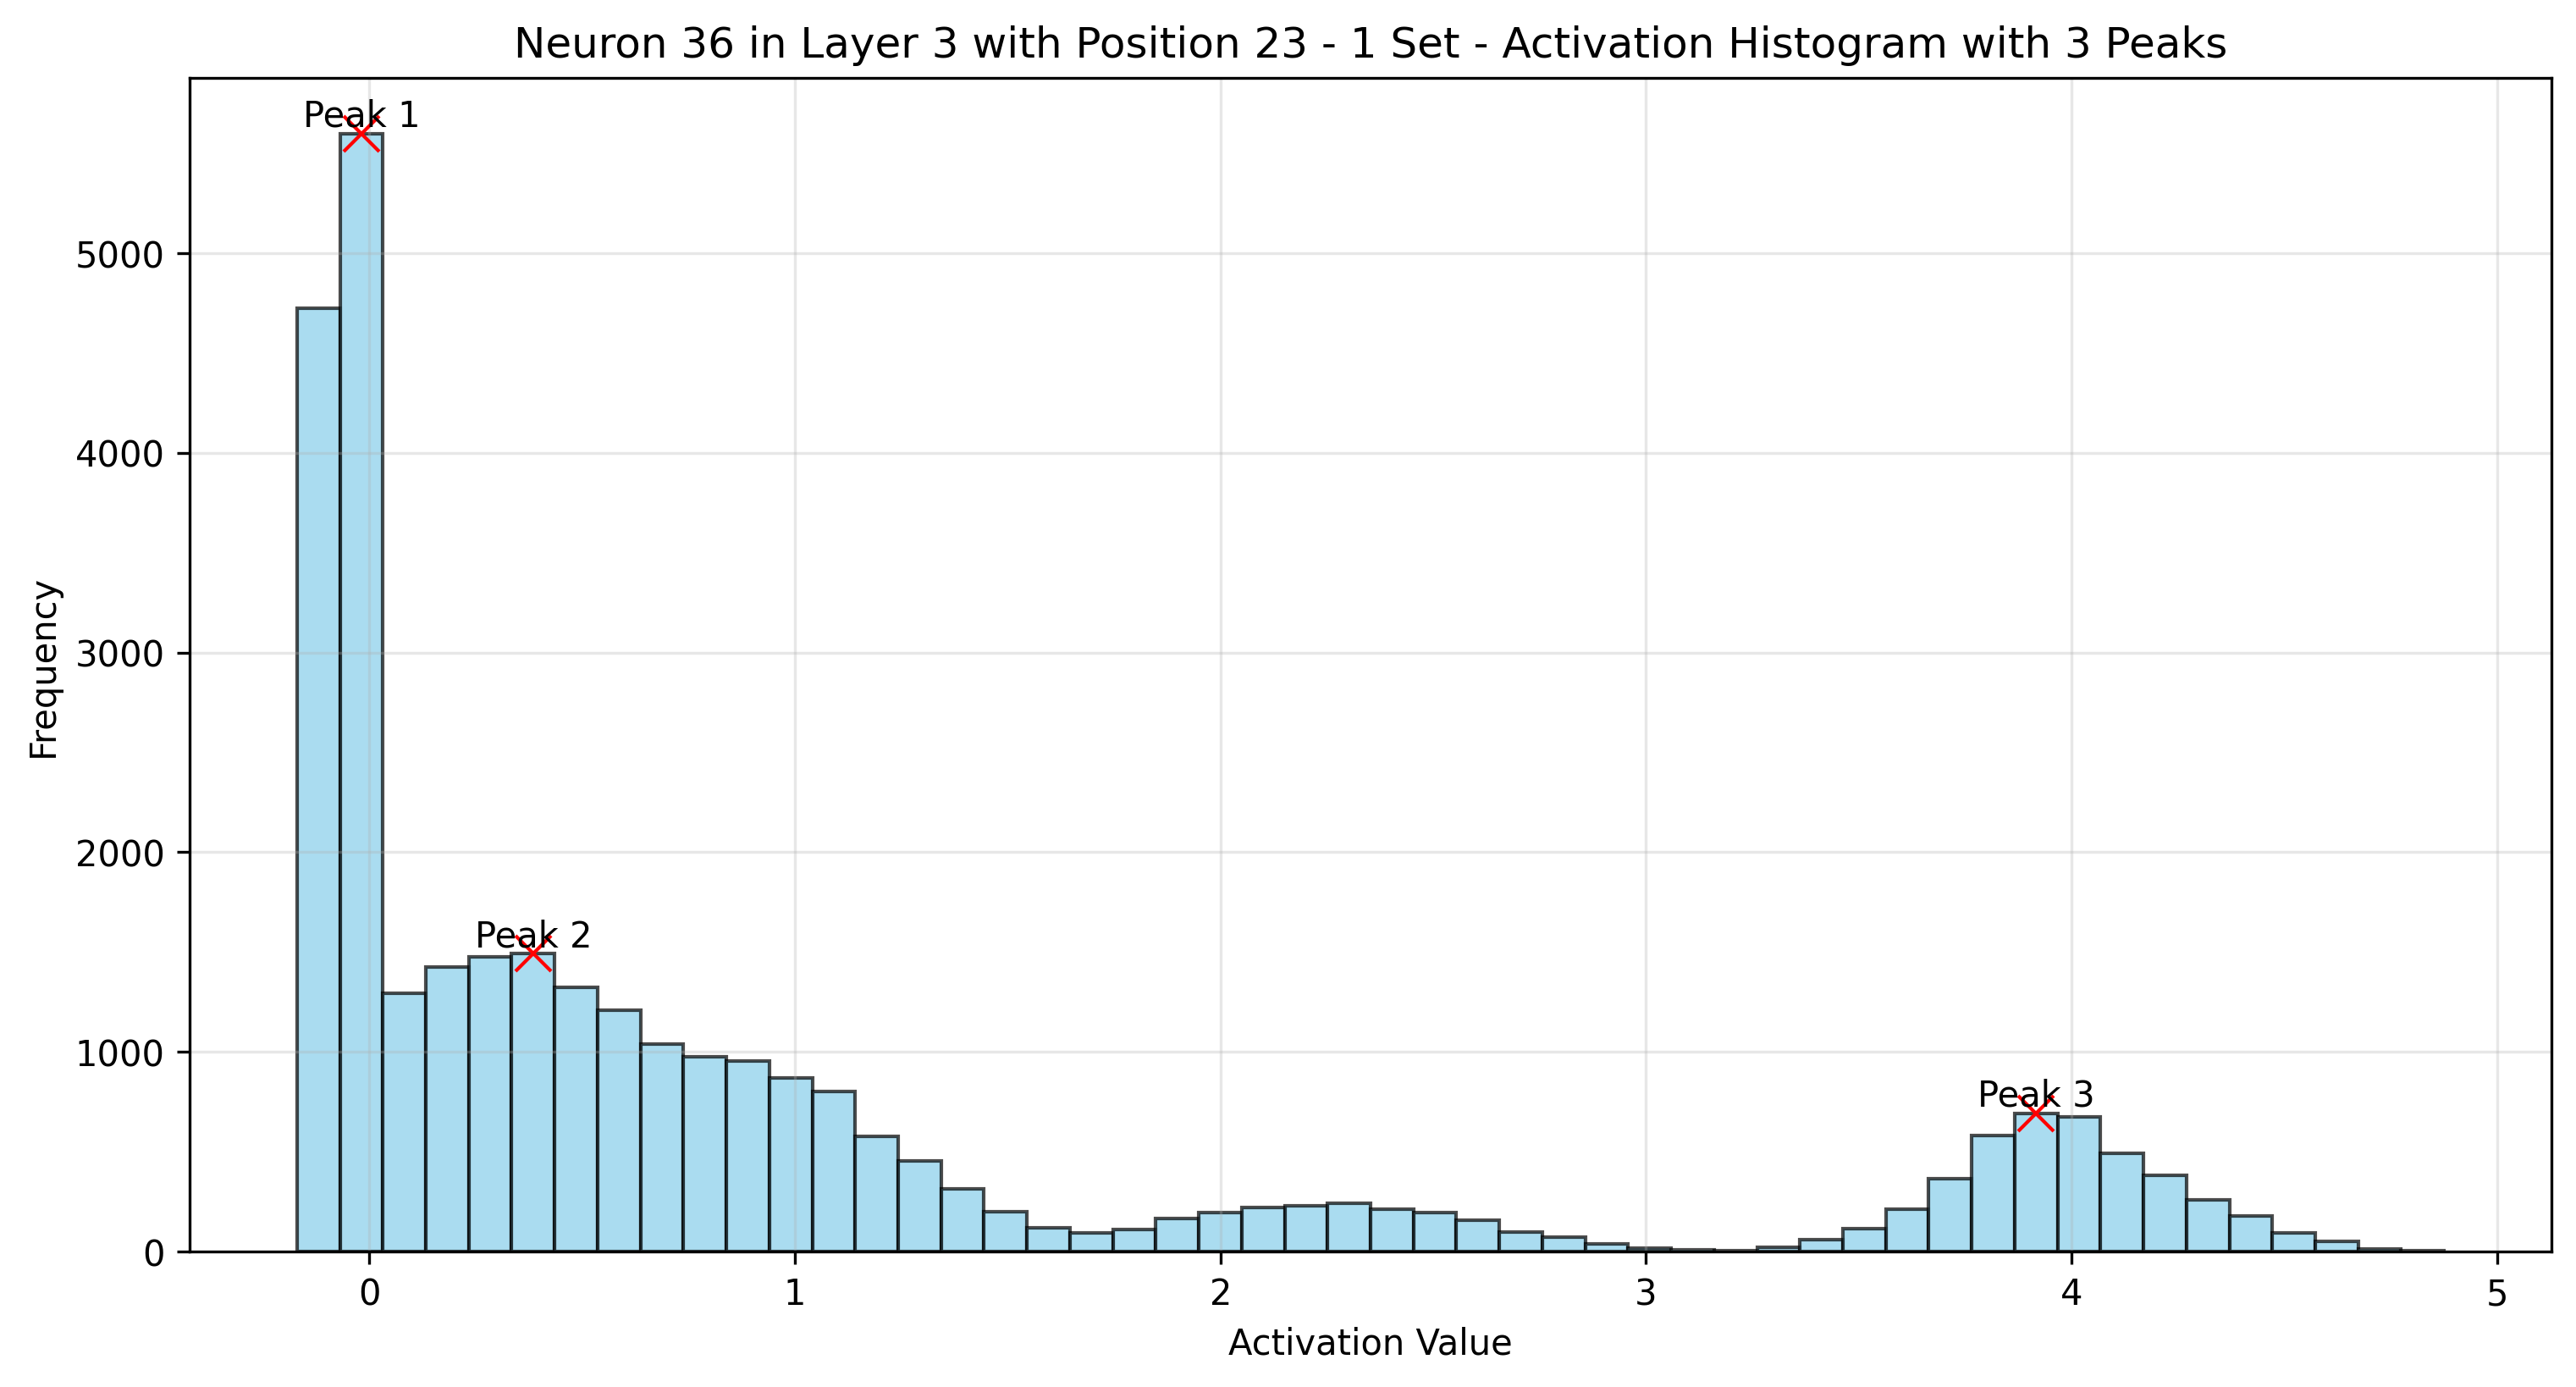 Neuron 36 in Layer 3 with Position 23 - 1 Set - Activation Histogram with 3 Peaks
Peak 1
Peak 2
Peak 3
Frequency
5000
4000
3000
2000
1000
0
0 1 2 3 4 5
Activation Value